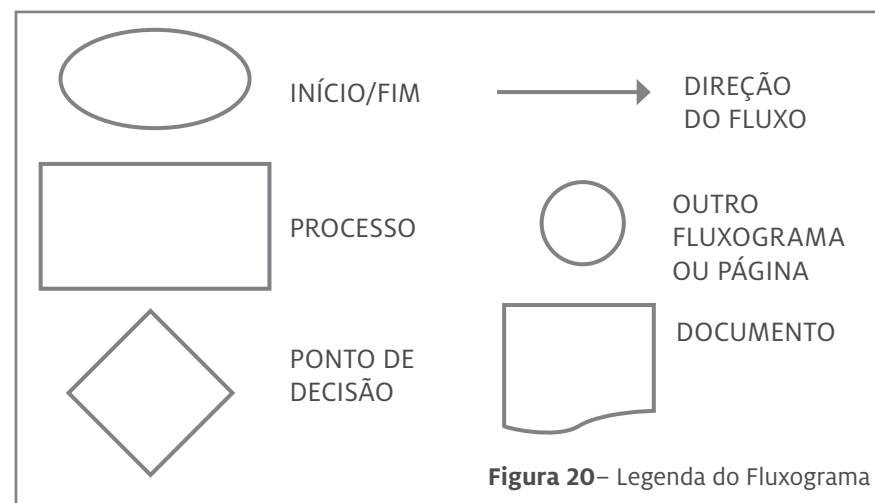 INÍCIO/FIM
DIREÇÃO
DO FLUXO
PROCESSO
OUTRO
FLUXOGRAMA
OU PÁGINA
PONTO DE
DECISÃO
DOCUMENTO
Figura 20– Legenda do Fluxograma